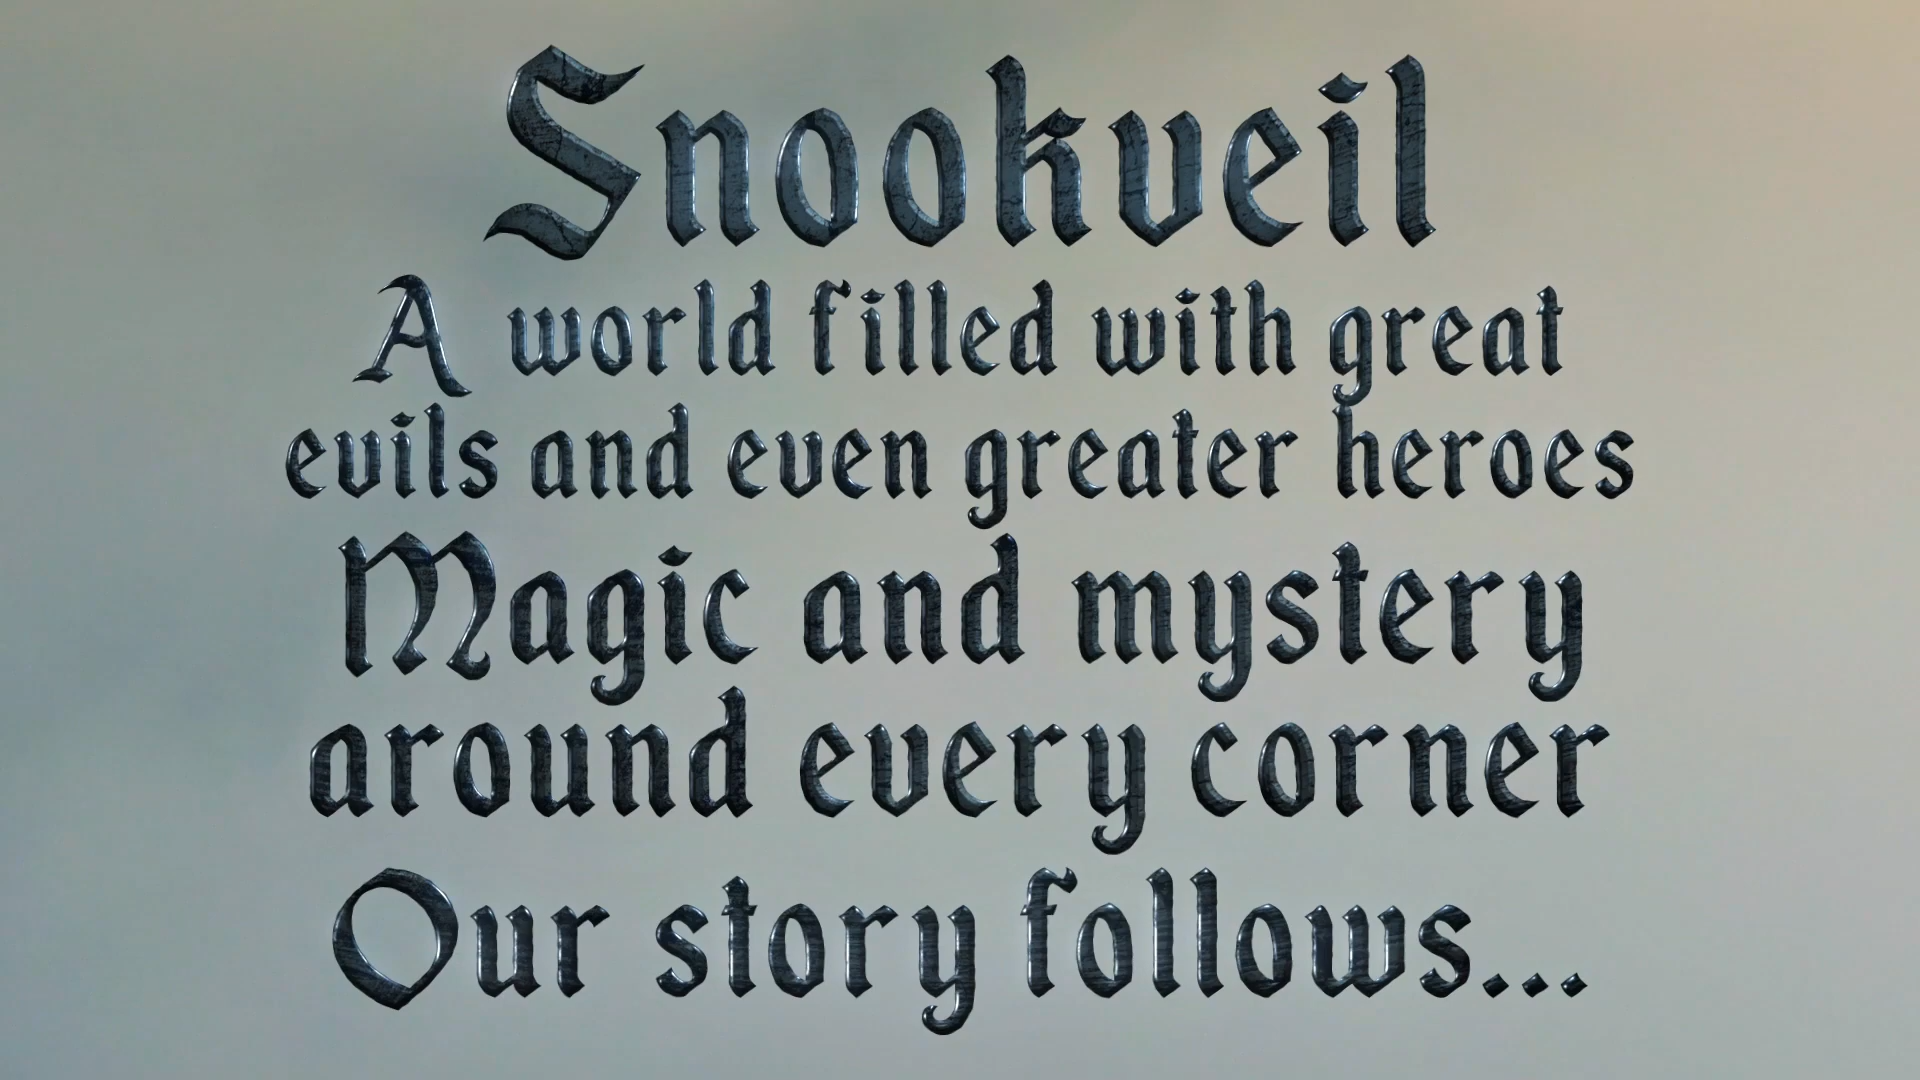 Snookveil
A world filled with great
evils and even greater heroes
Magic and mystery
around every corner
Our story follows...